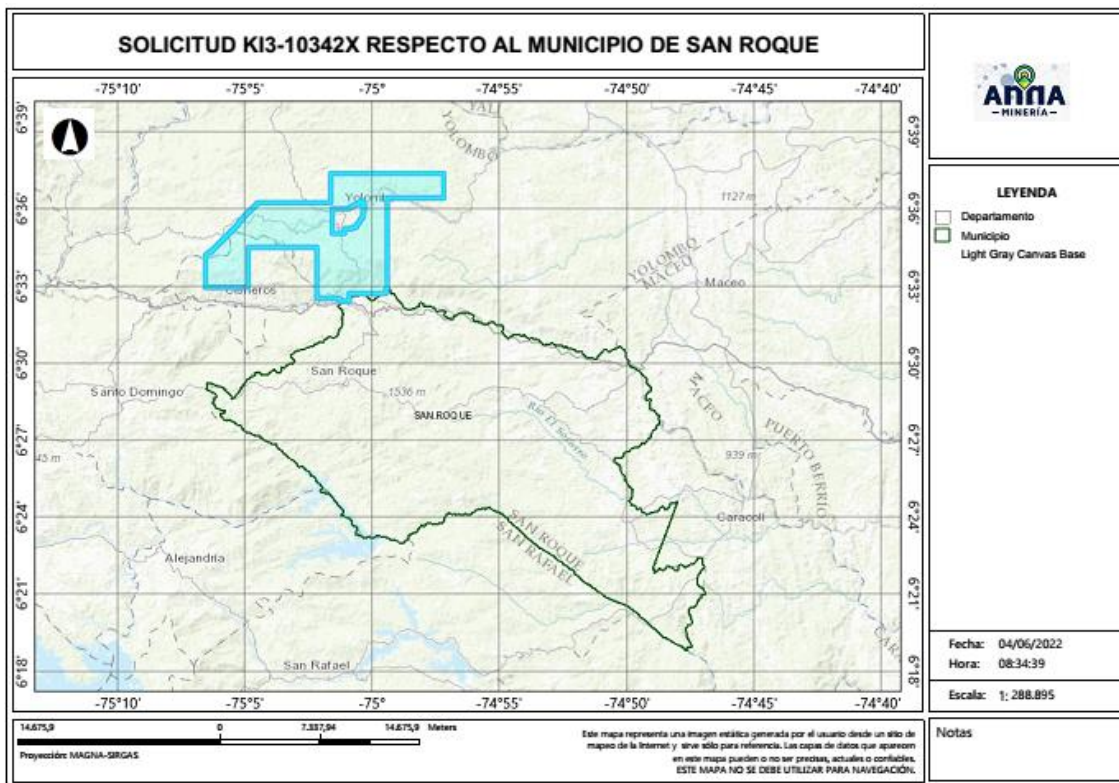 SOLICITUD KI3-10342X RESPECTO AL MUNICIPIO DE SAN ROQUE
ANNA
MINERÍA
-75°10' -75°5' -75° -74°55' -74°50' -74°45' -74°40'
6°39' 6°39'
YOLOMBO
6°36' 1127 m 6°36'
YOLOMBO
MACEO
6°33' Cisneros Maceo 6°33'
6°30' 6°30'
San Roque
Santo Domingo 1536 m
SAN ROQUE
MACEO
PUERTO BERRIO
6°27' 45 m 939 m 6°27'
6°24' SAN ROQUE Caracolí 6°24'
SAN RAFAEL
Alejandría
6°21' 6°21'
San Rafael
6°18' 6°18'
-75°10' -75°5' -75° -74°55' -74°50' -74°45' -74°40'
LEYENDA
Departamento
Municipio
Light Gray Canvas Base
Fecha: 04/06/2022
Hora: 08:34:39
Escala: 1: 288.895
Notas
14.675,9 0 7.337,94 14.675,9 Meters
Proyección: MAGNA-SIRGAS
Este mapa representa una imagen estática generada por el usuario desde un sitio de
mapeo de la Internet y sirve sólo para referencia. Las capas de datos que aparecen
en este mapa pueden o no ser precisas, actuales o confiables.
ESTE MAPA NO SE DEBE UTILIZAR PARA NAVEGACIÓN.